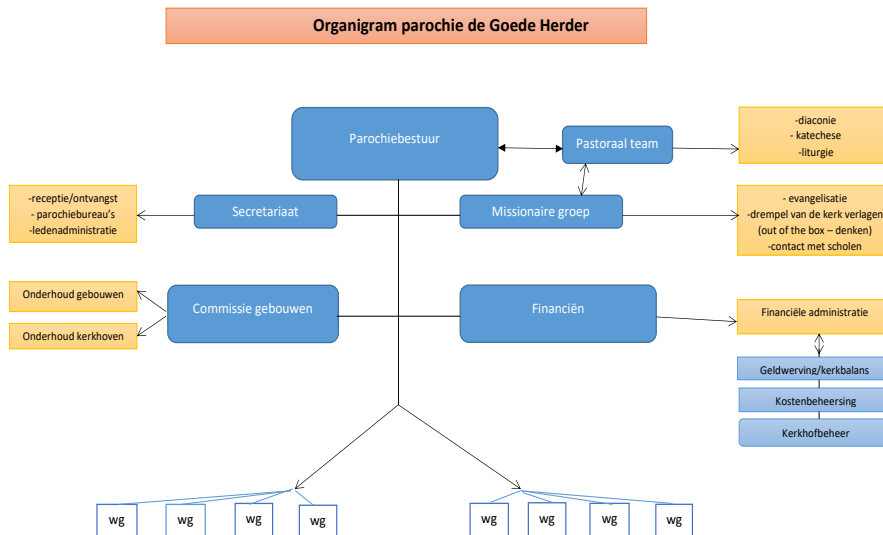 Organigram parochie de Goede Herder
Parochiebestuur
Pastoraal team
-diaconie
- katechese
-liturgie
-receptie/ontvangst
- parochiebureau's
-ledenadministratie
Secretariaat
Missionaire groep
- evangelisatie
-drempel van de kerk verlagen
(out of the box – denken)
-contact met scholen
Onderhoud gebouwen
Onderhoud kerkhoven
Commissie gebouwen
Financiën
Financiële administratie
Geldwerving/kerkbalans
Kostenbeheersing
Kerkhofbeheer
wg wg wg wg wg wg wg wg